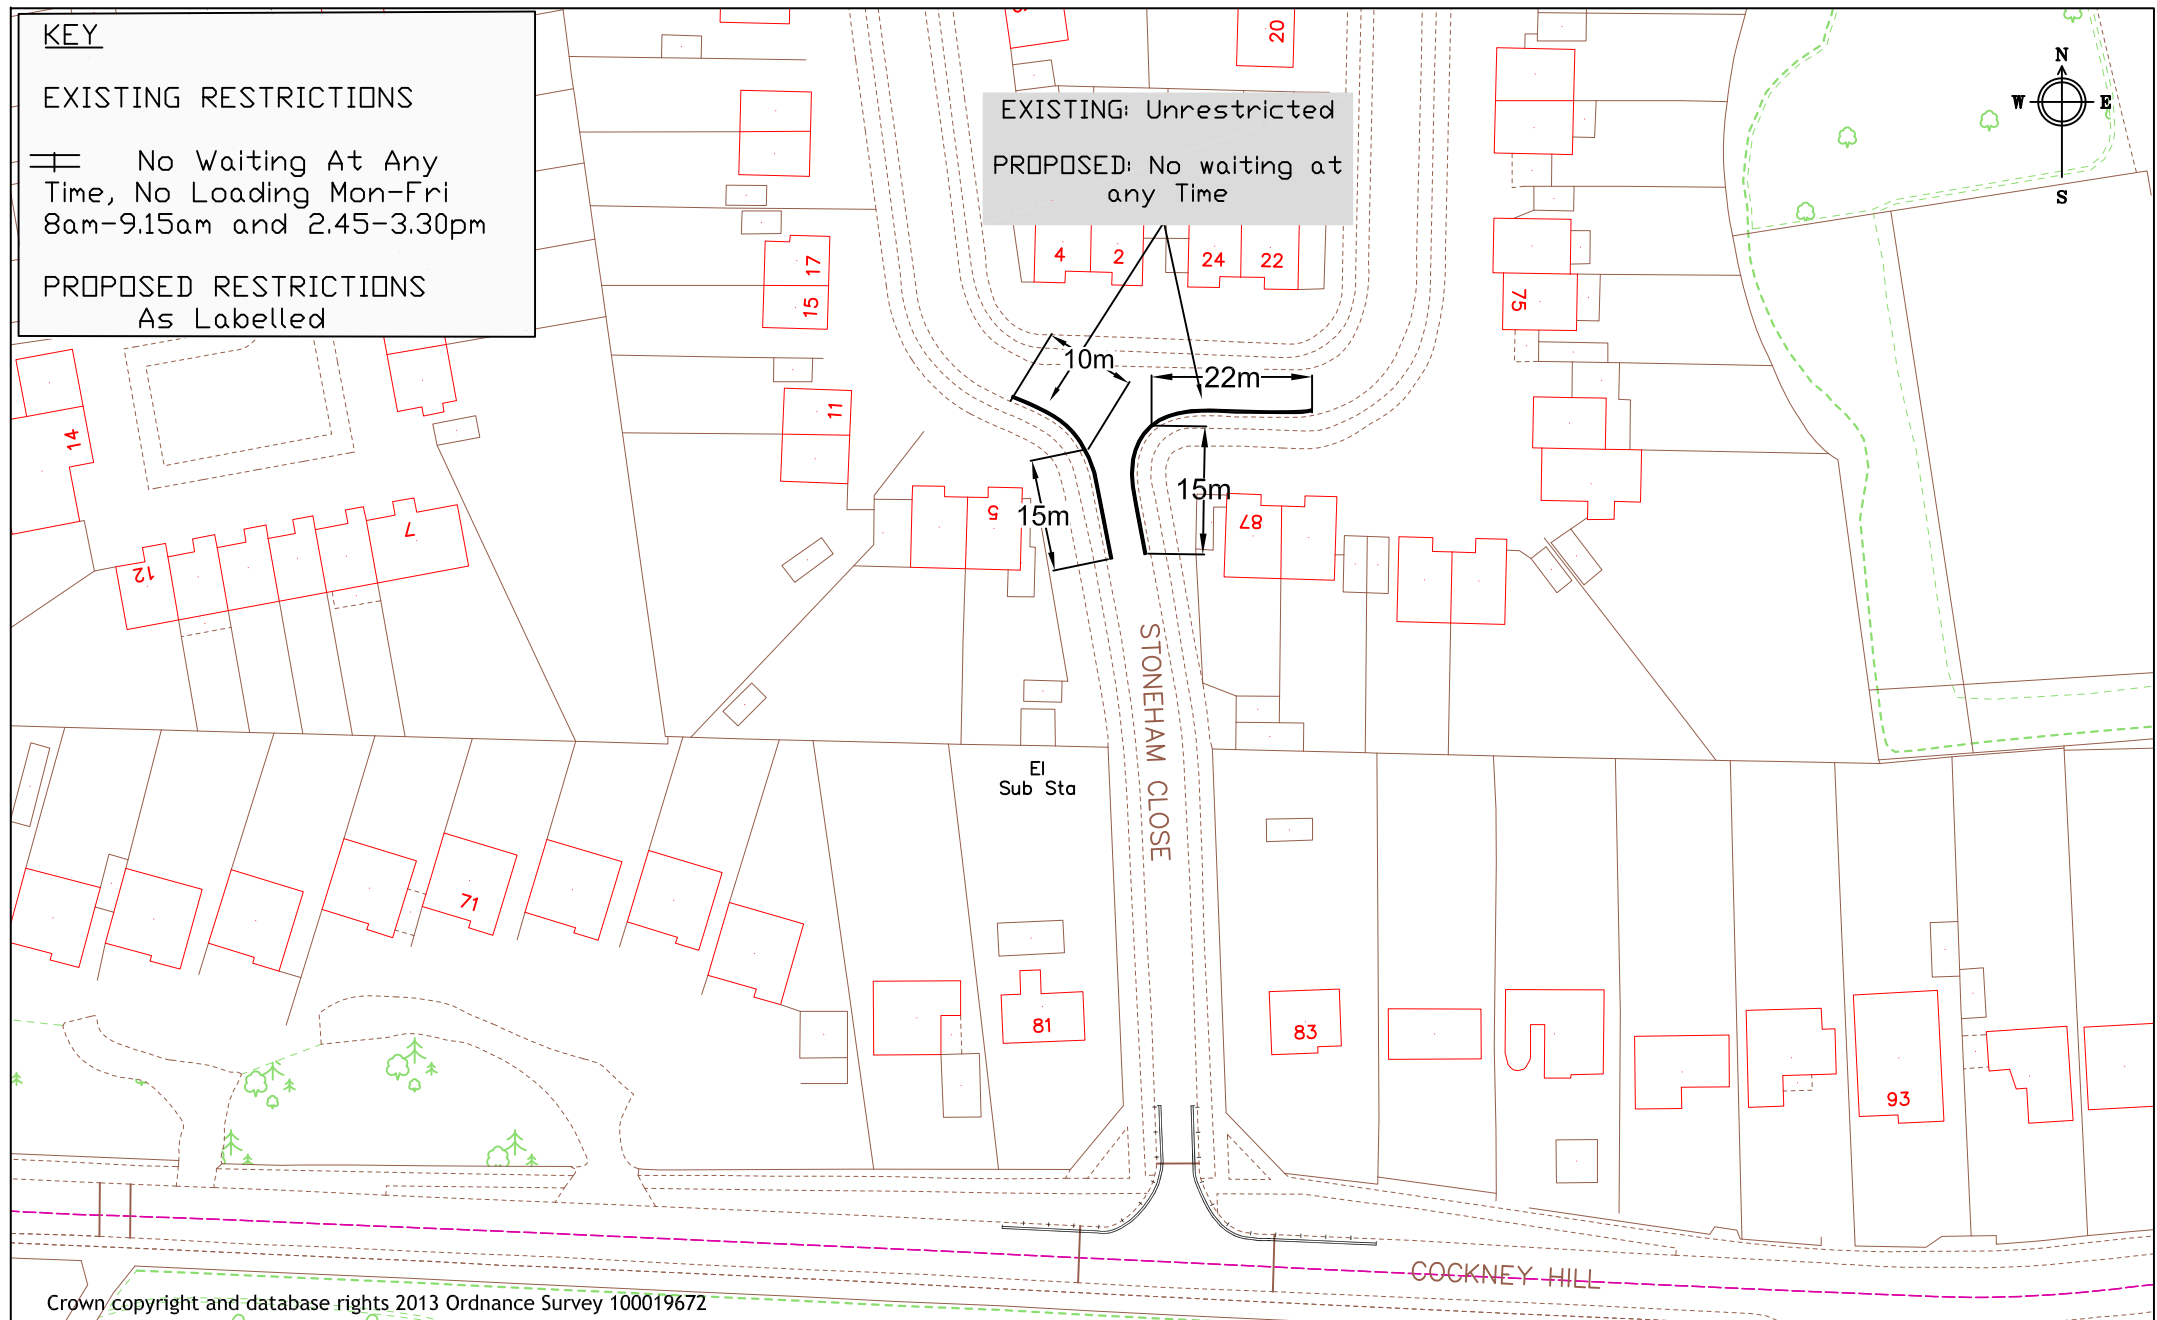 KEY
EXISTING RESTRICTIONS
No Waiting At Any
Time, No Loading Mon-Fri
8am-9.15am and 2.45-3.30pm
PROPOSED RESTRICTIONS
As Labelled
EXISTING: Unrestricted
PROPOSED: No waiting at
any Time
20
N
W
E
S
4
2
24
22
17
15
75
10m
22m
11
14
15m
15m
5
87
7
12
STONEHAM CLOSE
El
Sub Sta
71
81
83
93
COCKNEY HILL
Crown copyright and database rights 2013 Ordnance Survey 100019672